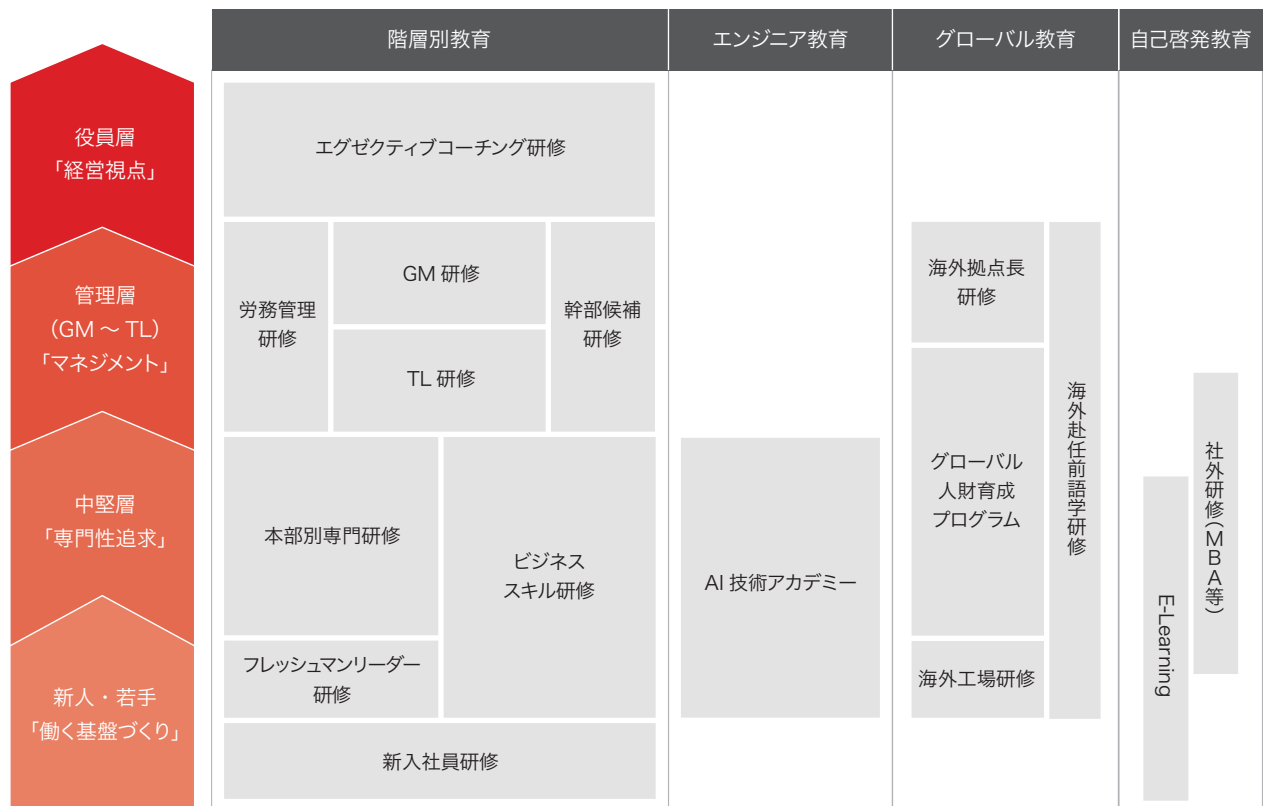 階層別教育
エンジニア教育
グローバル教育
自己啓発教育
役員層
「経営視点」
管理層
（GM ～ TL）
「マネジメント」
中堅層
「専門性追求」
新人・若手
「働く基盤づくり」
エグゼクティブコーチング研修
労務管理
研修
GM 研修
TL 研修
幹部候補
研修
本部別専門研修
ビジネス
スキル研修
フレッシュマンリーダー
研修
新入社員研修
AI 技術アカデミー
海外拠点長
研修
グローバル
人財育成
プログラム
海外工場研修
海外赴任前語学研修
E-Learning
社外研修（MBA等）